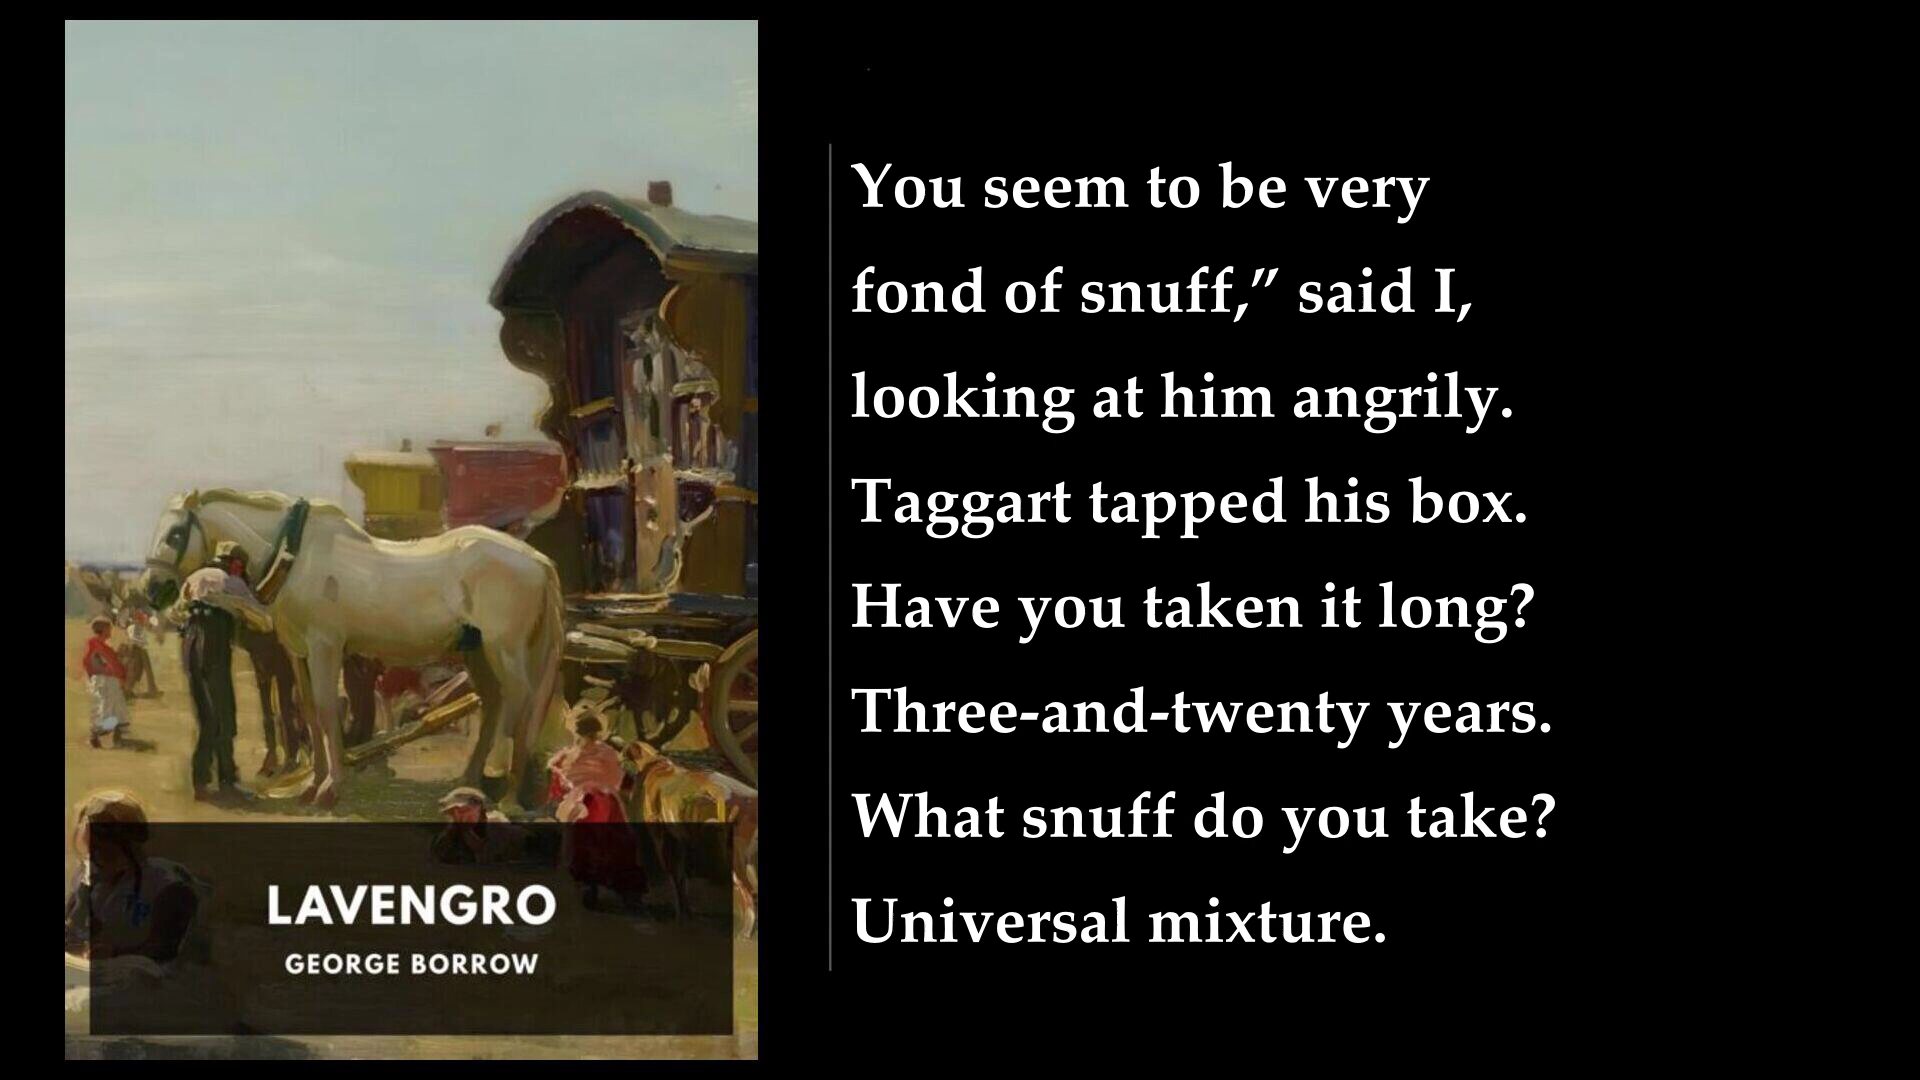 LAVENGRO
GEORGE BORROW
You seem to be very
fond of snuff,” said I,
looking at him angrily.
Taggart tapped his box.
Have you taken it long?
Three-and-twenty years.
What snuff do you take?
Universal mixture.